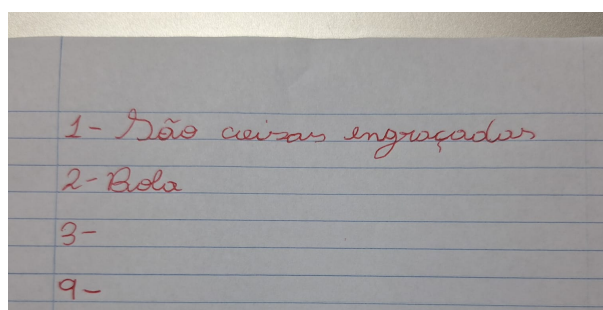 1- São coisas engraçadas
2- Bola
3-
9-